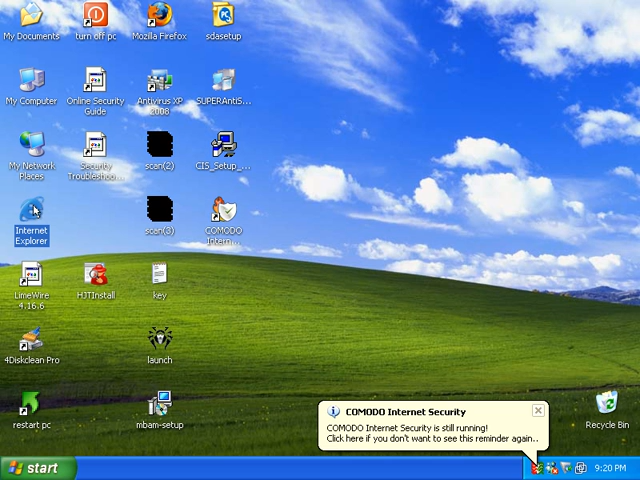 My Documents
turn off pc
Mozilla Firefox
sdasetup
My Computer
Online Security
Guide
Antivirus XP
2008
SUPERAntiS...
My Network
Places
Security
Troubleshoo...
scan(2)
CIS_Setup_...
Internet
Explorer
scan(3)
COMODO
Intern...
LimeWire
4.16.6
HJTInstall
key
4Diskclean Pro
launch
restart pc
mbam-setup
Recycle Bin
COMODO Internet Security
COMODO Internet Security is still running!
Click here if you don't want to see this reminder again..
start
9:20 PM